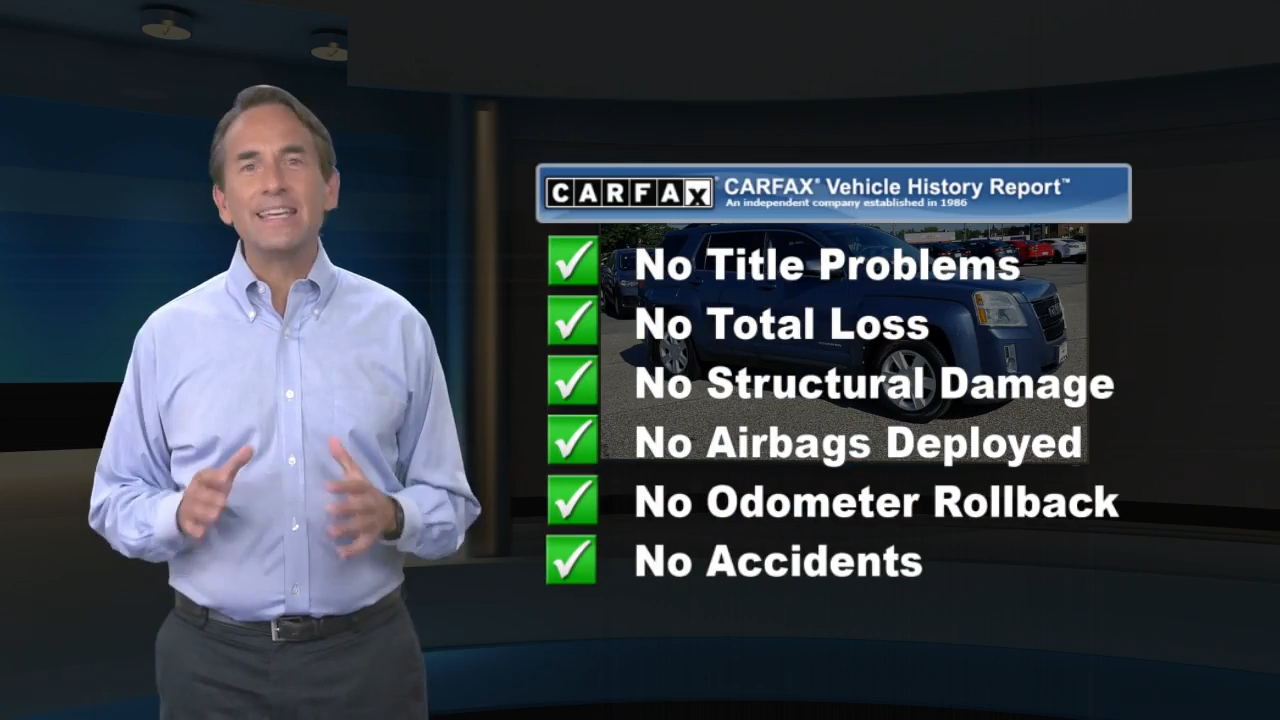 CARFAX
CARFAX® Vehicle History Report™
An independent company established in 1986
No Title Problems
No Total Loss
No Structural Damage
No Airbags Deployed
No Odometer Rollback
No Accidents